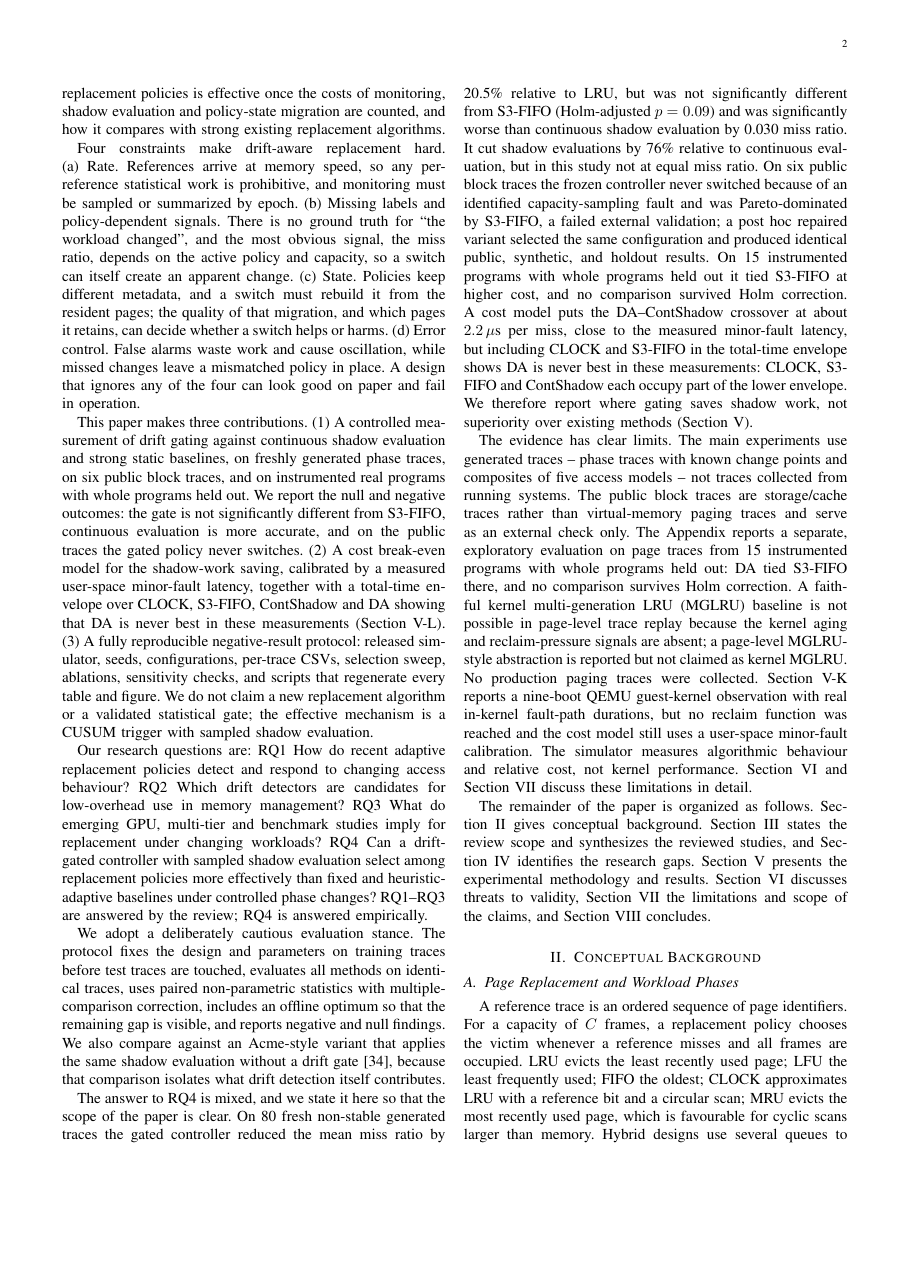 2
replacement policies is effective once the costs of monitoring,
shadow evaluation and policy-state migration are counted, and
how it compares with strong existing replacement algorithms.
Four constraints make drift-aware replacement hard.
(a) Rate. References arrive at memory speed, so any per-
reference statistical work is prohibitive, and monitoring must
be sampled or summarized by epoch. (b) Missing labels and
policy-dependent signals. There is no ground truth for “the
workload changed”, and the most obvious signal, the miss
ratio, depends on the active policy and capacity, so a switch
can itself create an apparent change. (c) State. Policies keep
different metadata, and a switch must rebuild it from the
resident pages; the quality of that migration, and which pages
it retains, can decide whether a switch helps or harms. (d) Error
control. False alarms waste work and cause oscillation, while
missed changes leave a mismatched policy in place. A design
that ignores any of the four can look good on paper and fail
in operation.
This paper makes three contributions. (1) A controlled mea-
surement of drift gating against continuous shadow evaluation
and strong static baselines, on freshly generated phase traces,
on six public block traces, and on instrumented real programs
with whole programs held out. We report the null and negative
outcomes: the gate is not significantly different from S3-FIFO,
continuous evaluation is more accurate, and on the public
traces the gated policy never switches. (2) A cost break-even
model for the shadow-work saving, calibrated by a measured
user-space minor-fault latency, together with a total-time en-
velope over CLOCK, S3-FIFO, ContShadow and DA showing
that DA is never best in these measurements (Section V-L).
(3) A fully reproducible negative-result protocol: released sim-
ulator, seeds, configurations, per-trace CSVs, selection sweep,
ablations, sensitivity checks, and scripts that regenerate every
table and figure. We do not claim a new replacement algorithm
or a validated statistical gate; the effective mechanism is a
CUSUM trigger with sampled shadow evaluation.
Our research questions are: RQ1 How do recent adaptive
replacement policies detect and respond to changing access
behaviour? RQ2 Which drift detectors are candidates for
low-overhead use in memory management? RQ3 What do
emerging GPU, multi-tier and benchmark studies imply for
replacement under changing workloads? RQ4 Can a drift-
gated controller with sampled shadow evaluation select among
replacement policies more effectively than fixed and heuristic-
adaptive baselines under controlled phase changes? RQ1–RQ3
are answered by the review; RQ4 is answered empirically.
We adopt a deliberately cautious evaluation stance. The
protocol fixes the design and parameters on training traces
before test traces are touched, evaluates all methods on identi-
cal traces, uses paired non-parametric statistics with multiple-
comparison correction, includes an offline optimum so that the
remaining gap is visible, and reports negative and null findings.
We also compare against an Acme-style variant that applies
the same shadow evaluation without a drift gate [34], because
that comparison isolates what drift detection itself contributes.
The answer to RQ4 is mixed, and we state it here so that the
scope of the paper is clear. On 80 fresh non-stable generated
traces the gated controller reduced the mean miss ratio by
20.5% relative to LRU, but was not significantly different
from S3-FIFO (Holm-adjusted p = 0.09) and was significantly
worse than continuous shadow evaluation by 0.030 miss ratio.
It cut shadow evaluations by 76% relative to continuous eval-
uation, but in this study not at equal miss ratio. On six public
block traces the frozen controller never switched because of an
identified capacity-sampling fault and was Pareto-dominated
by S3-FIFO, a failed external validation; a post hoc repaired
variant selected the same configuration and produced identical
public, synthetic, and holdout results. On 15 instrumented
programs with whole programs held out it tied S3-FIFO at
higher cost, and no comparison survived Holm correction.
A cost model puts the DA–ContShadow crossover at about
2.2 µs per miss, close to the measured minor-fault latency,
but including CLOCK and S3-FIFO in the total-time envelope
shows DA is never best in these measurements: CLOCK, S3-
FIFO and ContShadow each occupy part of the lower envelope.
We therefore report where gating saves shadow work, not
superiority over existing methods (Section V).
The evidence has clear limits. The main experiments use
generated traces – phase traces with known change points and
composites of five access models – not traces collected from
running systems. The public block traces are storage/cache
traces rather than virtual-memory paging traces and serve
as an external check only. The Appendix reports a separate,
exploratory evaluation on page traces from 15 instrumented
programs with whole programs held out: DA tied S3-FIFO
there, and no comparison survives Holm correction. A faith-
ful kernel multi-generation LRU (MGLRU) baseline is not
possible in page-level trace replay because the kernel aging
and reclaim-pressure signals are absent; a page-level MGLRU-
style abstraction is reported but not claimed as kernel MGLRU.
No production paging traces were collected. Section V-K
reports a nine-boot QEMU guest-kernel observation with real
in-kernel fault-path durations, but no reclaim function was
reached and the cost model still uses a user-space minor-fault
calibration. The simulator measures algorithmic behaviour
and relative cost, not kernel performance. Section VI and
Section VII discuss these limitations in detail.
The remainder of the paper is organized as follows. Sec-
tion II gives conceptual background. Section III states the
review scope and synthesizes the reviewed studies, and Sec-
tion IV identifies the research gaps. Section V presents the
experimental methodology and results. Section VI discusses
threats to validity, Section VII the limitations and scope of
the claims, and Section VIII concludes.
II. CONCEPTUAL BACKGROUND
A. Page Replacement and Workload Phases
A reference trace is an ordered sequence of page identifiers.
For a capacity of C frames, a replacement policy chooses
the victim whenever a reference misses and all frames are
occupied. LRU evicts the least recently used page; LFU the
least frequently used; FIFO the oldest; CLOCK approximates
LRU with a reference bit and a circular scan; MRU evicts the
most recently used page, which is favourable for cyclic scans
larger than memory. Hybrid designs use several queues to